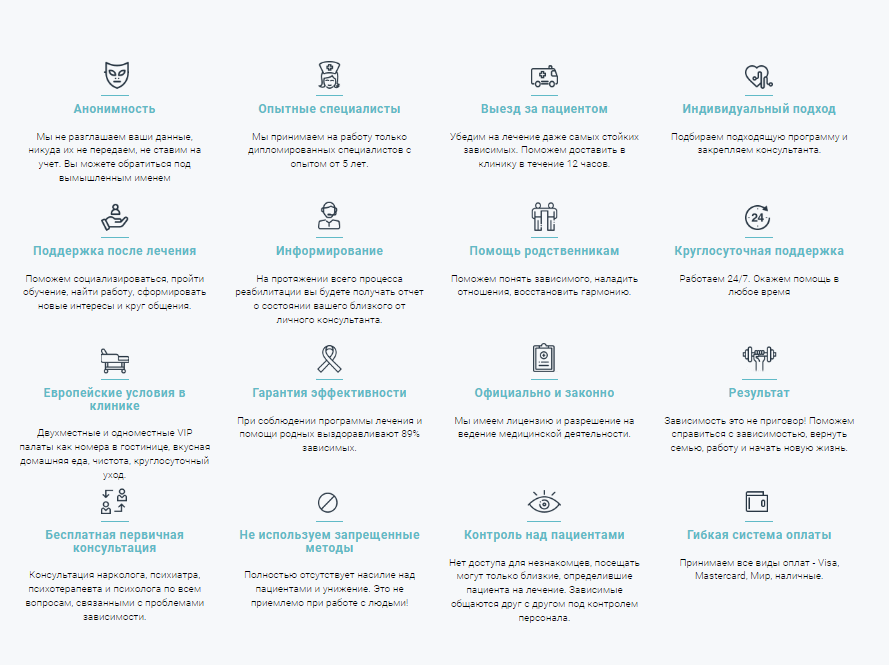 Анонимность
Мы не разглашаем ваши данные,
никуда их не передаем, не ставим на
учет. Вы можете обратиться под
вымышленным именем
Опытные специалисты
Мы принимаем на работу только
дипломированных специалистов с
опытом от 5 лет.
Выезд за пациентом
Убедим на лечение даже самых стойких
зависимых. Поможем доставить в
клинику в течение 12 часов.
Индивидуальный подход
Подбираем подходящую программу и
закрепляем консультанта.
Поддержка после лечения
Поможем социализироваться, пройти
обучение, найти работу, сформировать
новые интересы и круг общения.
Информирование
На протяжении всего процесса
реабилитации вы будете получать отчет
о состоянии вашего близкого от
личного консультанта.
Помощь родственникам
Поможем понять зависимого, наладить
отношения, восстановить гармонию.
24
Круглосуточная поддержка
Работаем 24/7. Окажем помощь в
любое время
Европейские условия в
клинике
Двухместные и одноместные VIP
палаты как номера в гостинице, вкусная
домашняя еда, чистота, круглосуточный
уход.
Гарантия эффективности
При соблюдении программы лечения и
помощи родных выздоравливают 89%
зависимых.
Официально и законно
Мы имеем лицензию и разрешение на
ведение медицинской деятельности.
Результат
Зависимость это не приговор! Поможем
справиться с зависимостью, вернуть
семью, работу и начать новую жизнь.
Бесплатная первичная
консультация
Консультация нарколога, психиатра,
психотерапевта и психолога по всем
вопросам, связанными с проблемами
зависимости.
Не используем запрещенные
методы
Полностью отсутствует насилие над
пациентами и унижение. Это не
приемлемо при работе с людьми!
Контроль над пациентами
Нет доступа для незнакомцев, посещать
могут только близкие, определившие
пациента на лечение. Зависимые
общаются друг с другом под контролем
персонала.
Гибкая система оплаты
Принимаем все виды оплат - Visa,
Mastercard, Мир, наличные.